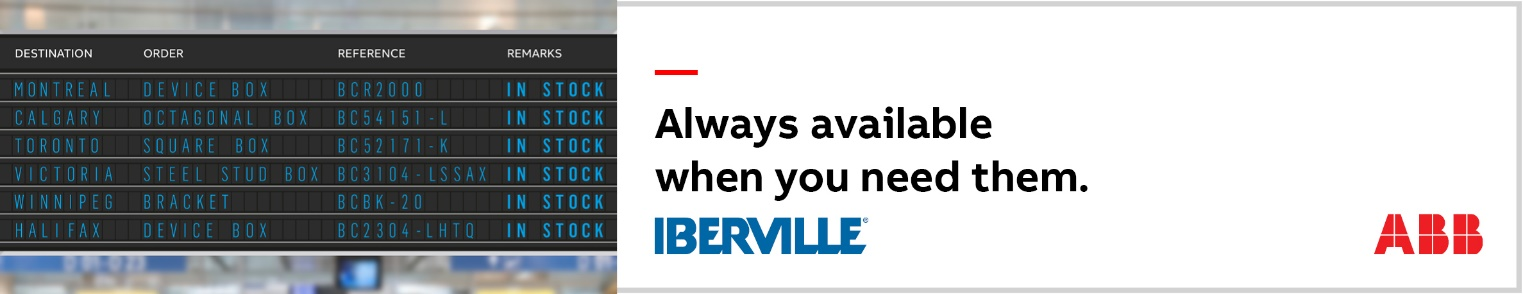 DESTINATION ORDER REFERENCE REMARKS
MONTREAL DEVICE BOX BCR2000 IN STOCK
CALGARY OCTAGONAL BOX BC54151-L IN STOCK
TORONTO SQUARE BOX BC52171-K IN STOCK
VICTORIA STEEL STUD BOX BC3104-LSSAX IN STOCK
WINNIPEG BRACKET BCBK-20 IN STOCK
HALIFAX DEVICE BOX BC2304-LHTQ IN STOCK
Always available
when you need them.
IBERVILLE®
ABB